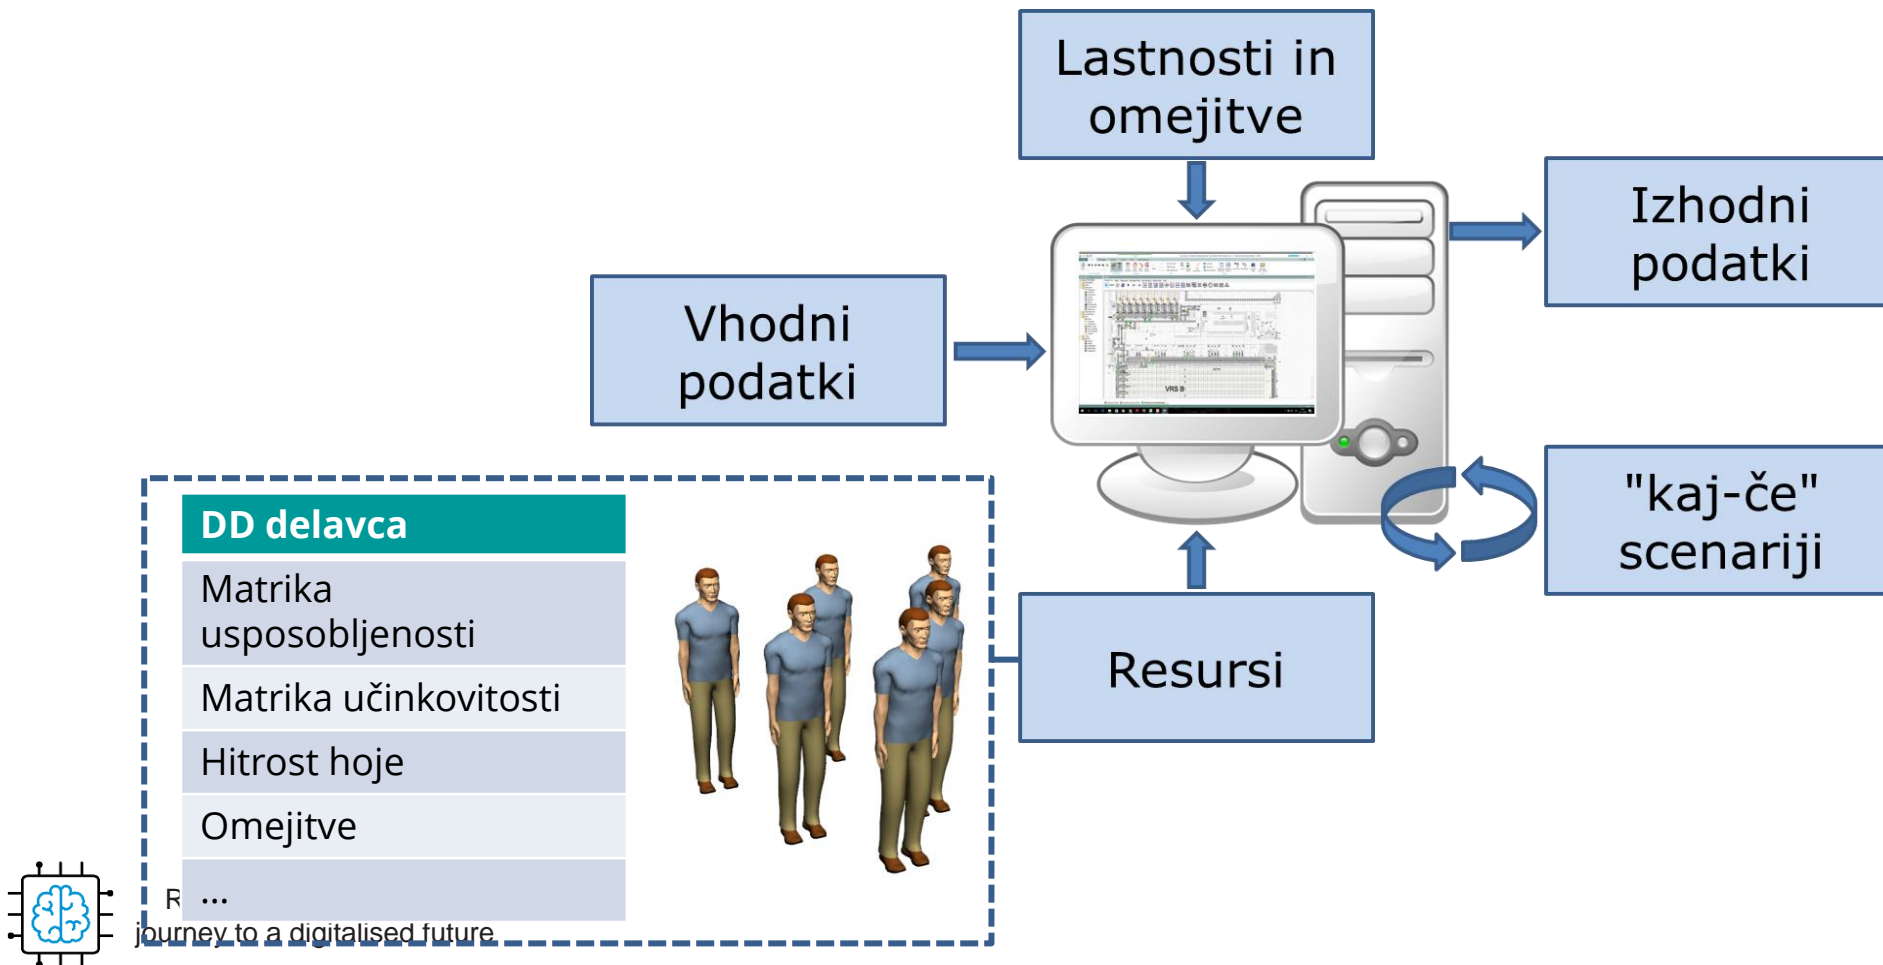 Lastnosti in
omejitve
Izhodni
podatki
Vhodni
podatki
VRS B
"kaj-če"
scenariji
Resursi
DD delavca
Matrika
usposobljenosti
Matrika učinkovitosti
Hitrost hoje
Omejitve
...
journey to a digitalised future